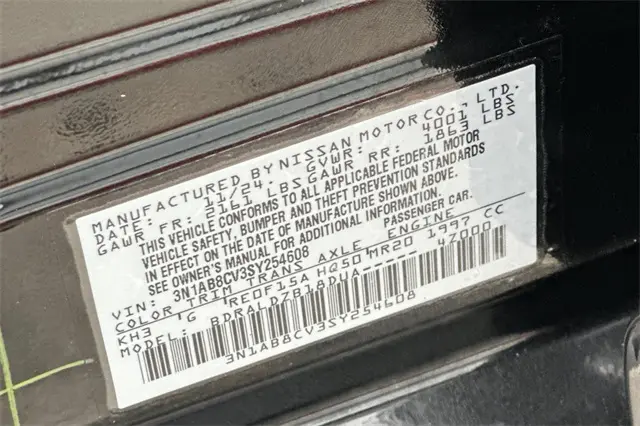 MANUFACTURED BY NISSAN MOTOR CO., LTD.
DATE: 11/24 GVWR: 4001 LBS
GAWR FR: 2161 LBS GAWR RR: 1863 LBS
THIS VEHICLE CONFORMS TO ALL APPLICABLE FEDERAL MOTOR
VEHICLE SAFETY, BUMPER AND THEFT PREVENTION STANDARDS
IN EFFECT ON THE DATE OF MANUFACTURE SHOWN ABOVE.
SEE OWNER'S MANUAL FOR ADDITIONAL INFORMATION.
VIN: 3N1AB8CV3SY254608 PASSENGER CAR.
COLOR TRIM TRANS AXLE ENGINE
KH3 G RE0F15A HQ50 MR20 1997 CC
MODEL: BDRALDZB18DUA---- 4Z000
3N1AB8CV3SY254608